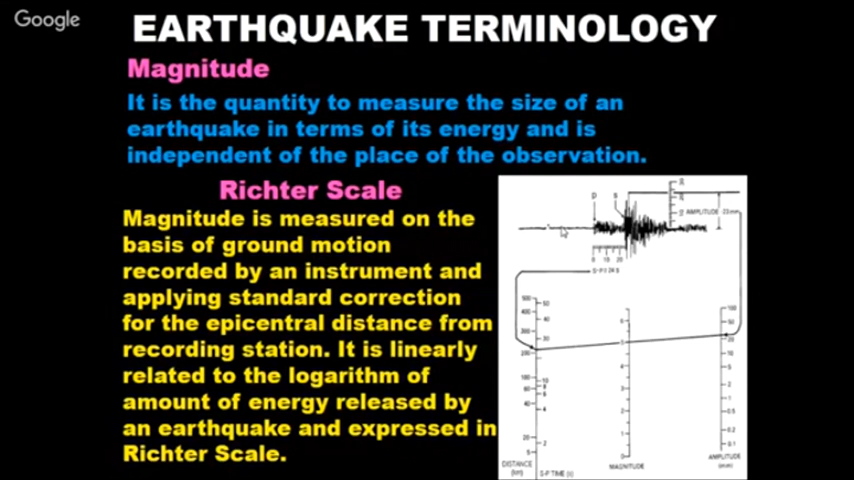 Google
EARTHQUAKE TERMINOLOGY
Magnitude
It is the quantity to measure the size of an
earthquake in terms of its energy and is
independent of the place of the observation.
Richter Scale
Magnitude is measured on the
basis of ground motion
recorded by an instrument and
applying standard correction
for the epicentral distance from
recording station. It is linearly
related to the logarithm of
amount of energy released by
an earthquake and expressed in
Richter Scale.
P S
AMPLITUDE 23 mm
0 10 20
500
400
300
200
100
60
40
20
5
50
40
30
10
8
6
4
2
6
5
4
3
2
1
0
100
50
20
10
5
2
1
0.5
0.2
0.1
DISTANCE
(km)
S-P TIME (s)
MAGNITUDE
AMPLITUDE
(mm)